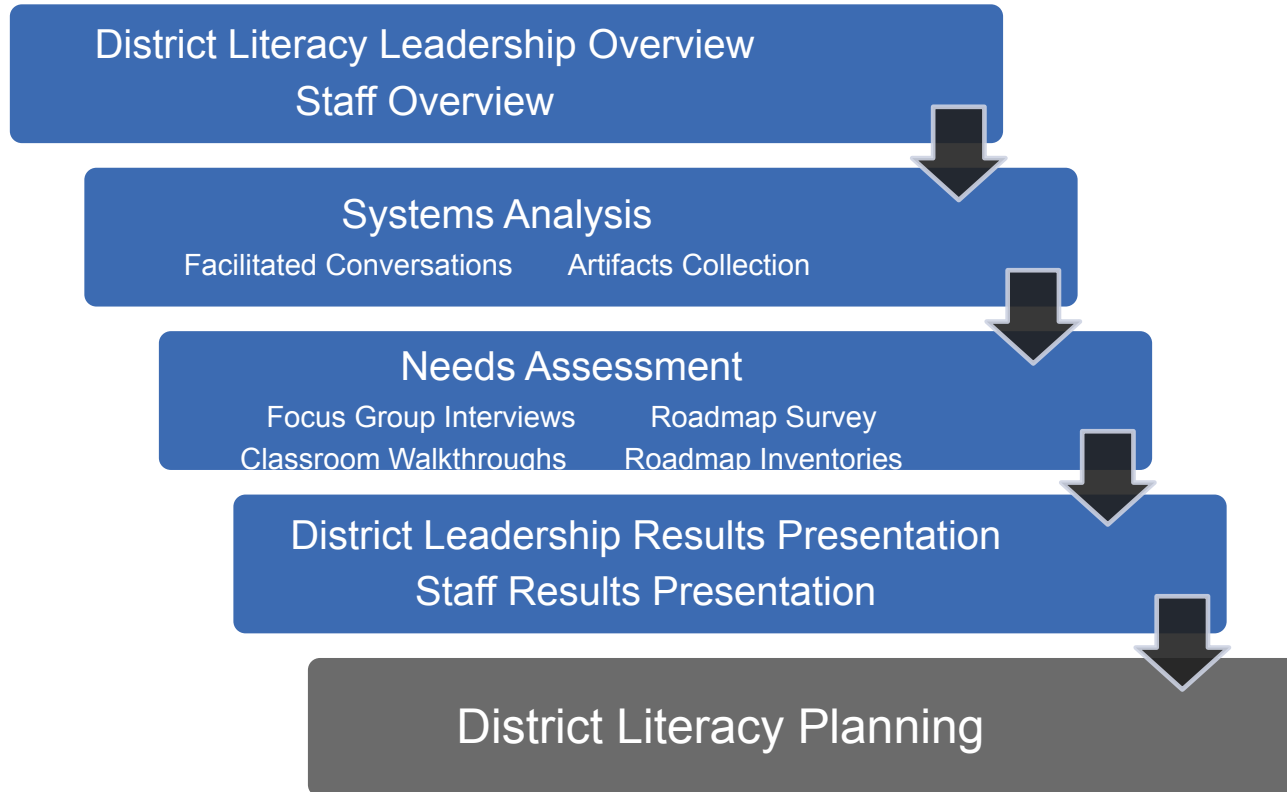 District Literacy Leadership Overview
Staff Overview
Systems Analysis
Facilitated Conversations Artifacts Collection
Needs Assessment
Focus Group Interviews Roadmap Survey
Classroom Walkthroughs Roadmap Inventories
District Leadership Results Presentation
Staff Results Presentation
District Literacy Planning